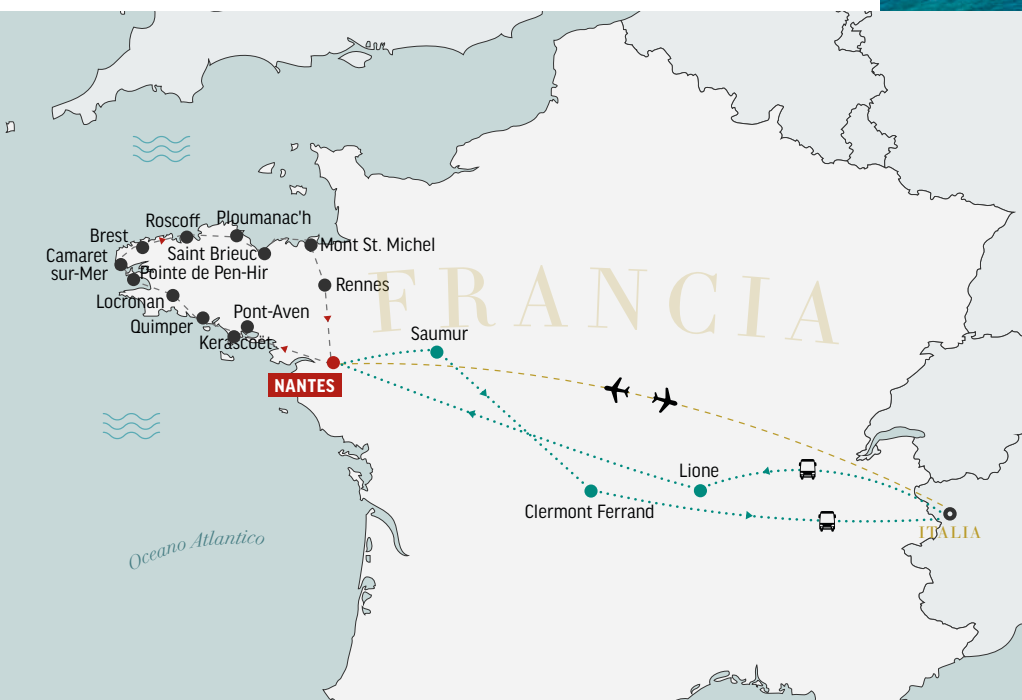 Roscoff
Ploumanac'h
Brest
Mont St. Michel
Camaret
sur-Mer
Saint Brieuc
Pointe de Pen-Hir
Rennes
FRANCIA
Locronan
Pont-Aven
Quimper
Kerascoët
Saumur
NANTES
Lione
Clermont Ferrand
ITALIA
Oceano Atlantico